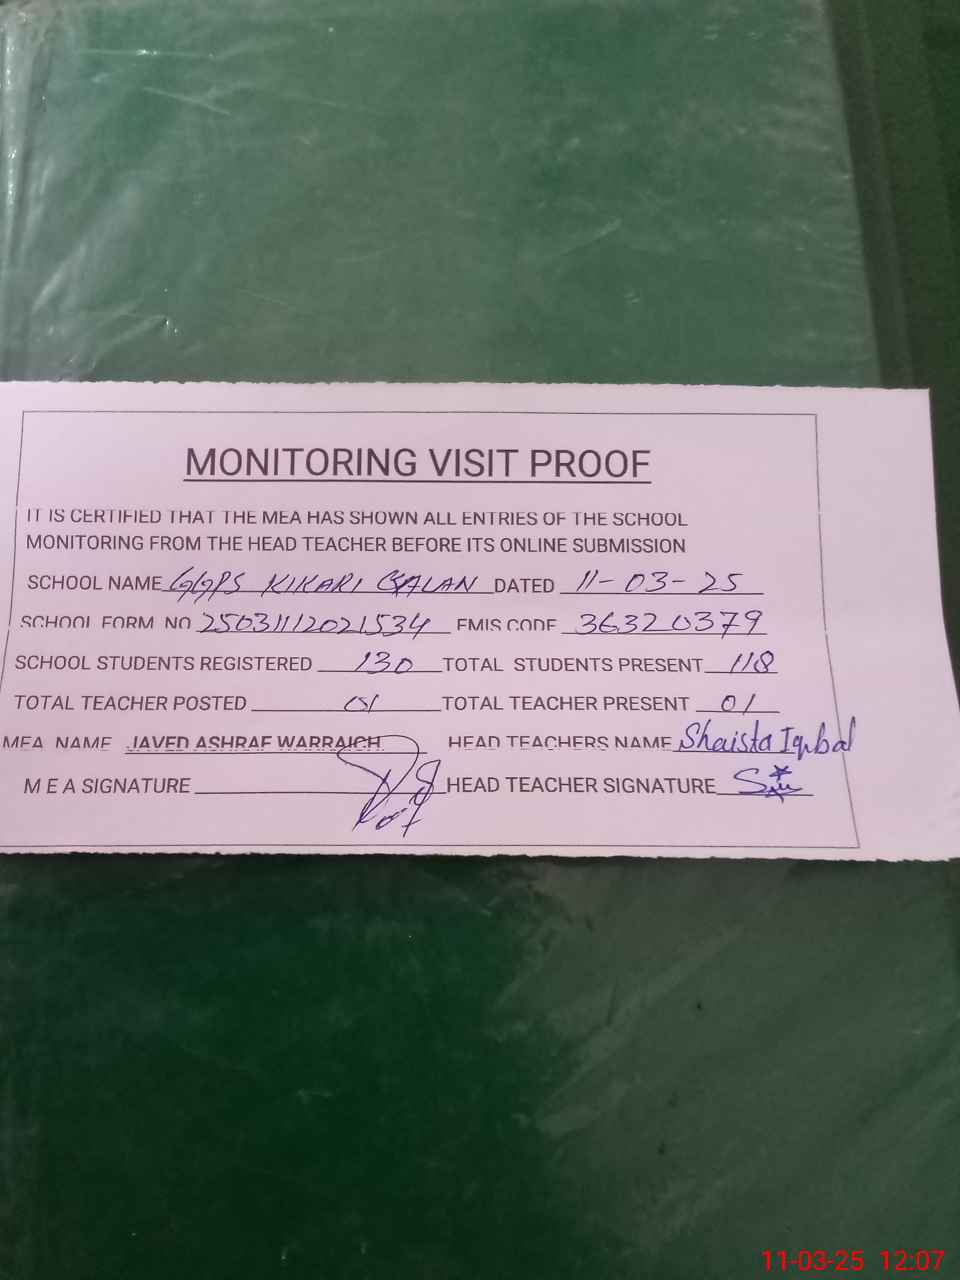 MONITORING VISIT PROOF
IT IS CERTIFIED THAT THE MEA HAS SHOWN ALL ENTRIES OF THE SCHOOL
MONITORING FROM THE HEAD TEACHER BEFORE ITS ONLINE SUBMISSION
SCHOOL NAME GGPS KIKARI KALAN DATED 11-03-25
SCHOOL FORM NO 25031112021534 EMIS CODE 36320379
SCHOOL STUDENTS REGISTERED 130 TOTAL STUDENTS PRESENT 118
TOTAL TEACHER POSTED 01 TOTAL TEACHER PRESENT 01
MEA NAME JAVED ASHRAF WARRAICH HEAD TEACHERS NAME Shaista Iqbal
M E A SIGNATURE HEAD TEACHER SIGNATURE
11-03-25 12:07